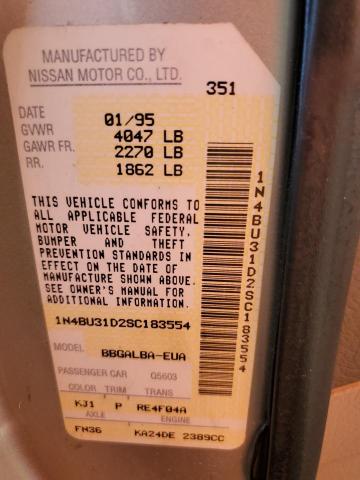 MANUFACTURED BY
NISSAN MOTOR CO., LTD.
351
DATE 01/95
GVWR 4047 LB
GAWR FR. 2270 LB
RR. 1862 LB
THIS VEHICLE CONFORMS TO
ALL APPLICABLE FEDERAL
MOTOR VEHICLE SAFETY,
BUMPER AND THEFT
PREVENTION STANDARDS IN
EFFECT ON THE DATE OF
MANUFACTURE SHOWN ABOVE.
SEE OWNER'S MANUAL FOR
ADDITIONAL INFORMATION.
1N4BU31D2SC183554
MODEL BBGALBA-EUA
PASSENGER CAR Q5603
COLOR TRIM TRANS
KJ1 P RE4F04A
AXLE ENGINE
FN36 KA24DE 2389CC
1N4BU31D2SC183554